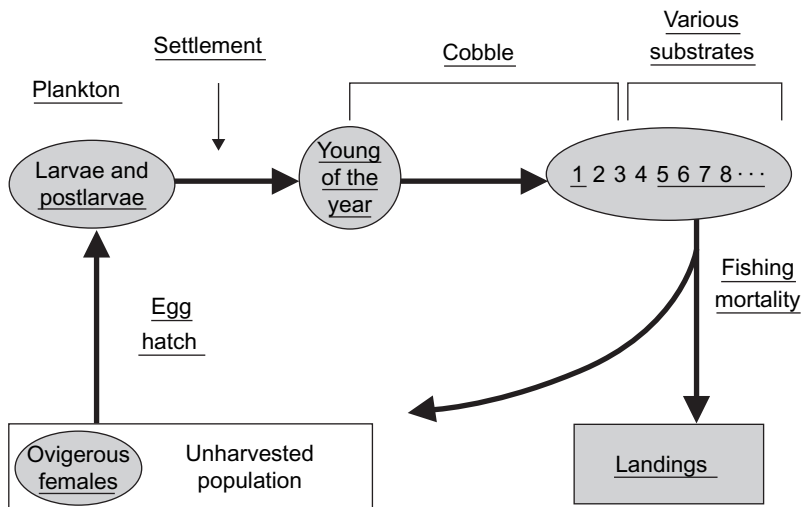 Settlement
Various
substrates
Cobble
Plankton
Larvae and
postlarvae
Young
of the
year
1 2 3 4 5 6 7 8 · · ·
Fishing
mortality
Egg
hatch
Ovigerous
females
Unharvested
population
Landings